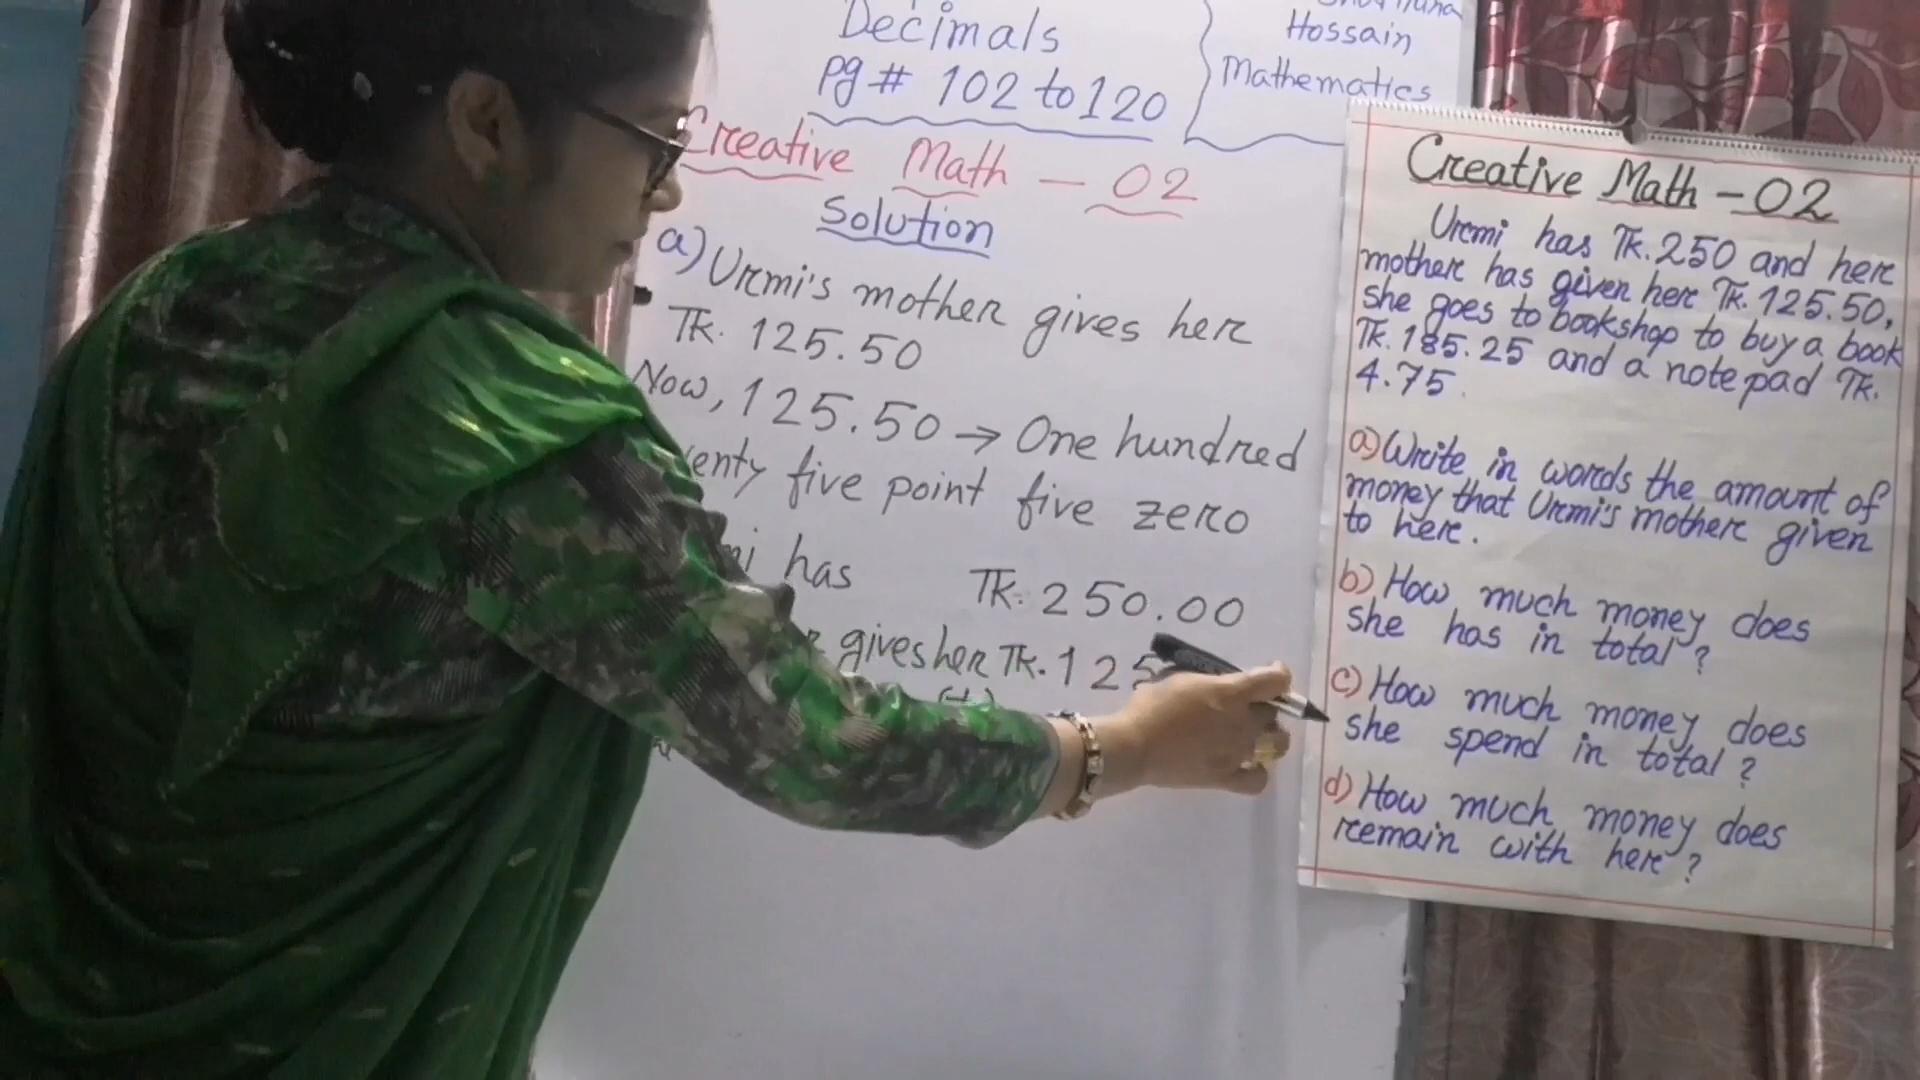 Decimals
pg # 102 to 120
Hossain
Mathematics
Creative Math - 02
Solution
a) Urmi's mother gives her
Tk. 125.50
Now, 125.50 → One hundred
five point five zero
has Tk. 250.00
gives her Tk. 125
(+)
Creative Math - 02
Urmi has Tk. 250 and her
mother has given her Tk. 125.50,
she goes to bookshop to buy a book
Tk. 185.25 and a note pad Tk.
4.75.
a) Write in words the amount of
money that Urmi's mother given
to her.
b) How much money does
she has in total?
c) How much money does
she spend in total?
d) How much money does
remain with her?